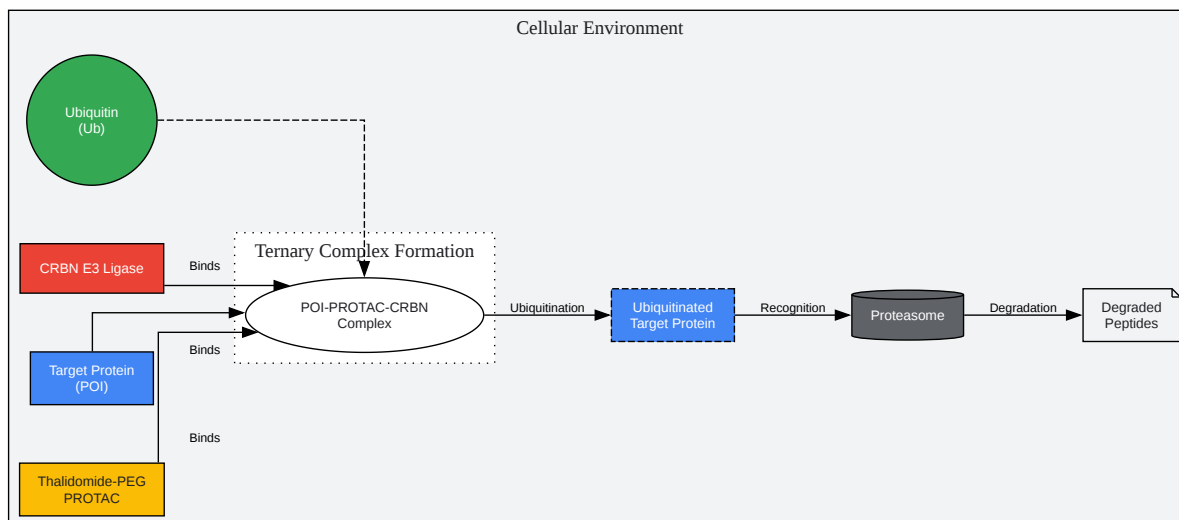 Cellular Environment
Ubiquitin
(Ub)
Ternary Complex Formation
CRBN E3 Ligase
Binds
POI-PROTAC-CRBN
Complex
Ubiquitination
Ubiquitinated
Target Protein
Recognition
Proteasome
Degradation
Degraded
Peptides
Binds
Target Protein
(POI)
Binds
Thalidomide-PEG
PROTAC